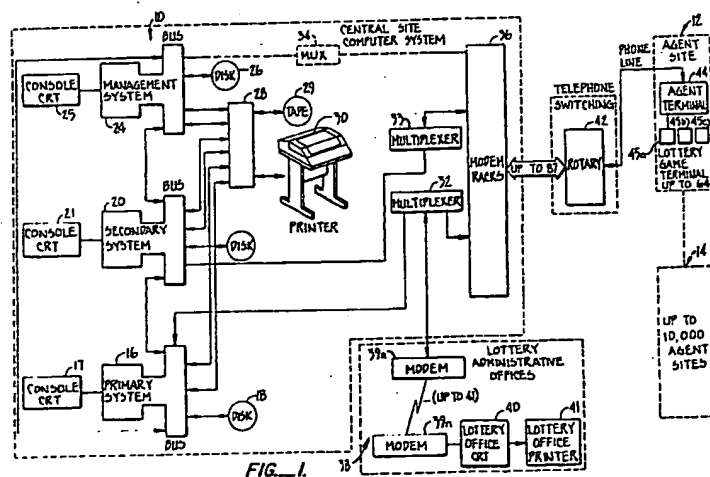 10
CENTRAL SITE
COMPUTER SYSTEM
BUS
CONSOLE
CRT
25
MANAGEMENT
SYSTEM
24
DISK
26
34
MUX
36
28
TAPE
29
30
PRINTER
33
MULTIPLEXER
32
MULTIPLEXER
MODEM
RACKS
UP TO 87
TELEPHONE
SWITCHING
42
ROTARY
PHONE
LINE
12
AGENT
SITE
44
AGENT
TERMINAL
45b
45c
45a
LOTTERY
GAME
TERMINAL
UP TO 64
14
UP TO
10,000
AGENT
SITES
BUS
CONSOLE
CRT
21
SECONDARY
SYSTEM
20
DISK
CONSOLE
CRT
17
PRIMARY
SYSTEM
16
DISK
18
BUS
39a
MODEM
LOTTERY
ADMINISTRATIVE
OFFICES
(UP TO 41)
39n
MODEM
38
40
LOTTERY
OFFICE
CRT
41
LOTTERY
OFFICE
PRINTER
FIG__1.